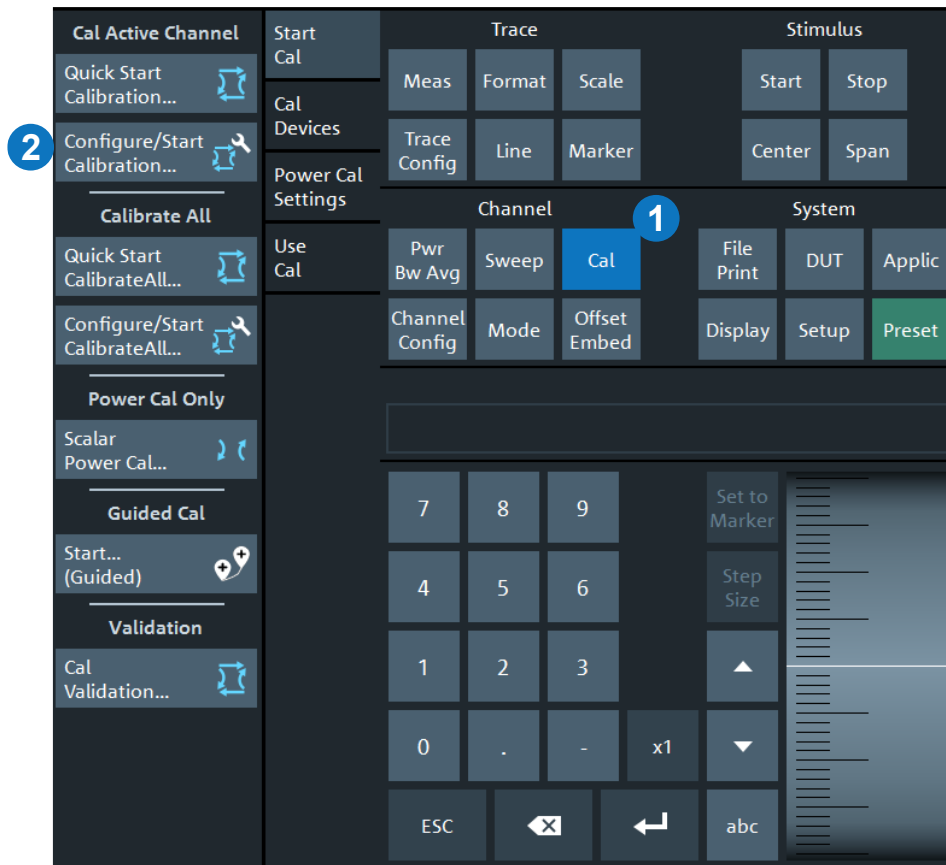 Cal Active Channel
Quick Start
Calibration...
2
Configure/Start
Calibration...
Calibrate All
Quick Start
CalibrateAll...
Configure/Start
CalibrateAll...
Power Cal Only
Scalar
Power Cal...
Guided Cal
Start...
(Guided)
Validation
Cal
Validation...
Start
Cal
Cal
Devices
Power Cal
Settings
Use
Cal
Trace
Meas
Format
Scale
Trace
Config
Line
Marker
Stimulus
Start
Stop
Center
Span
Channel
1
Pwr
Bw Avg
Sweep
Cal
Channel
Config
Mode
Offset
Embed
System
File
Print
DUT
Applic
Display
Setup
Preset
7
8
9
Set to
Marker
4
5
6
Step
Size
1
2
3
0
.
-
x1
ESC
abc